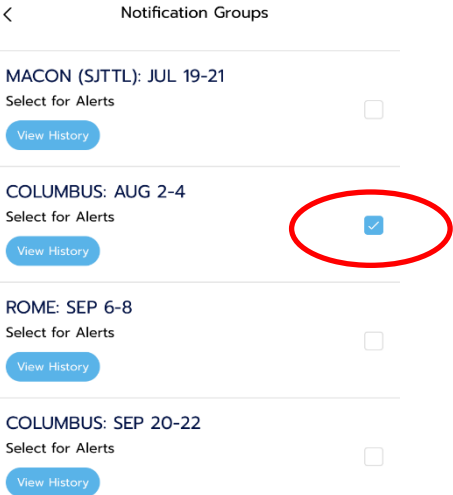 Notification Groups
MACON (SJTTL): JUL 19-21
Select for Alerts
View History
COLUMBUS: AUG 2-4
Select for Alerts
View History
ROME: SEP 6-8
Select for Alerts
View History
COLUMBUS: SEP 20-22
Select for Alerts
View History